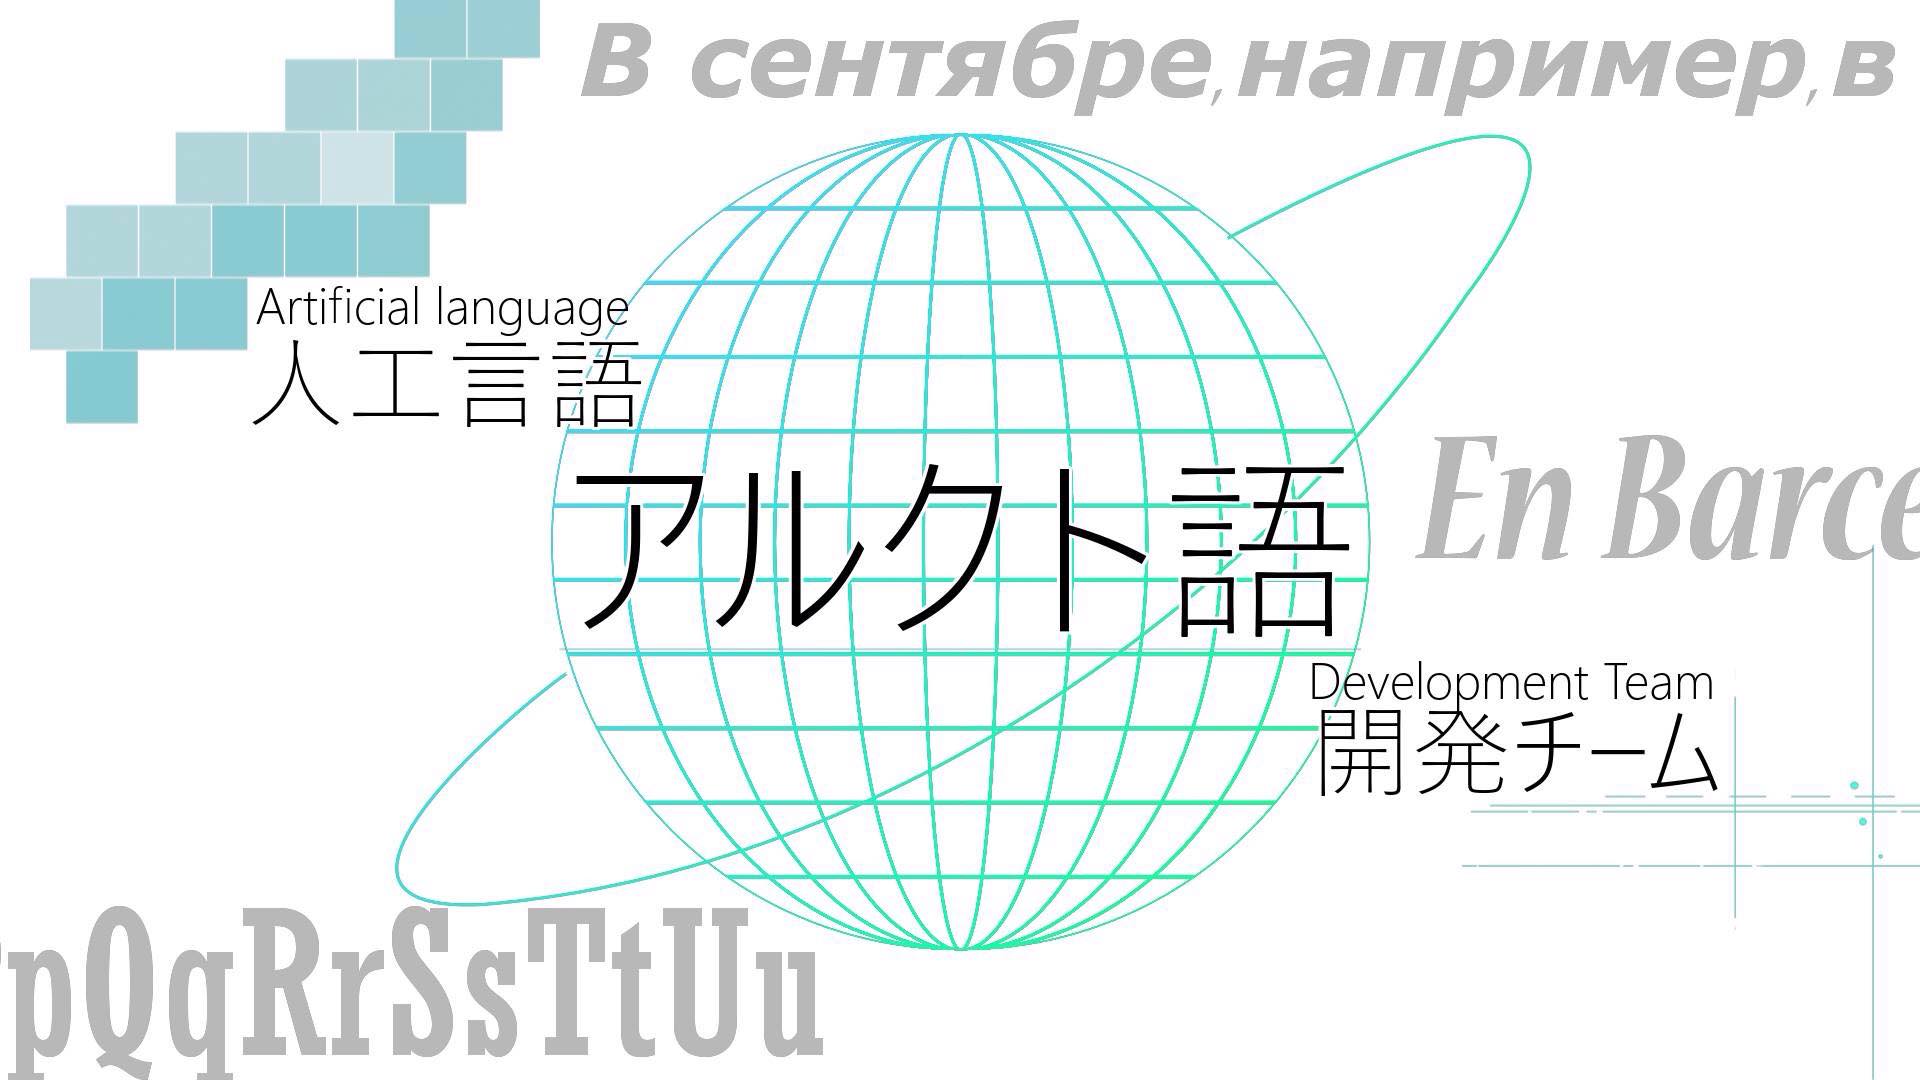 В сентябре, например, в
Artificial language
人工言語
アルクト語
En Barce
Development Team
開発チーム
pQqRrSsTtUu